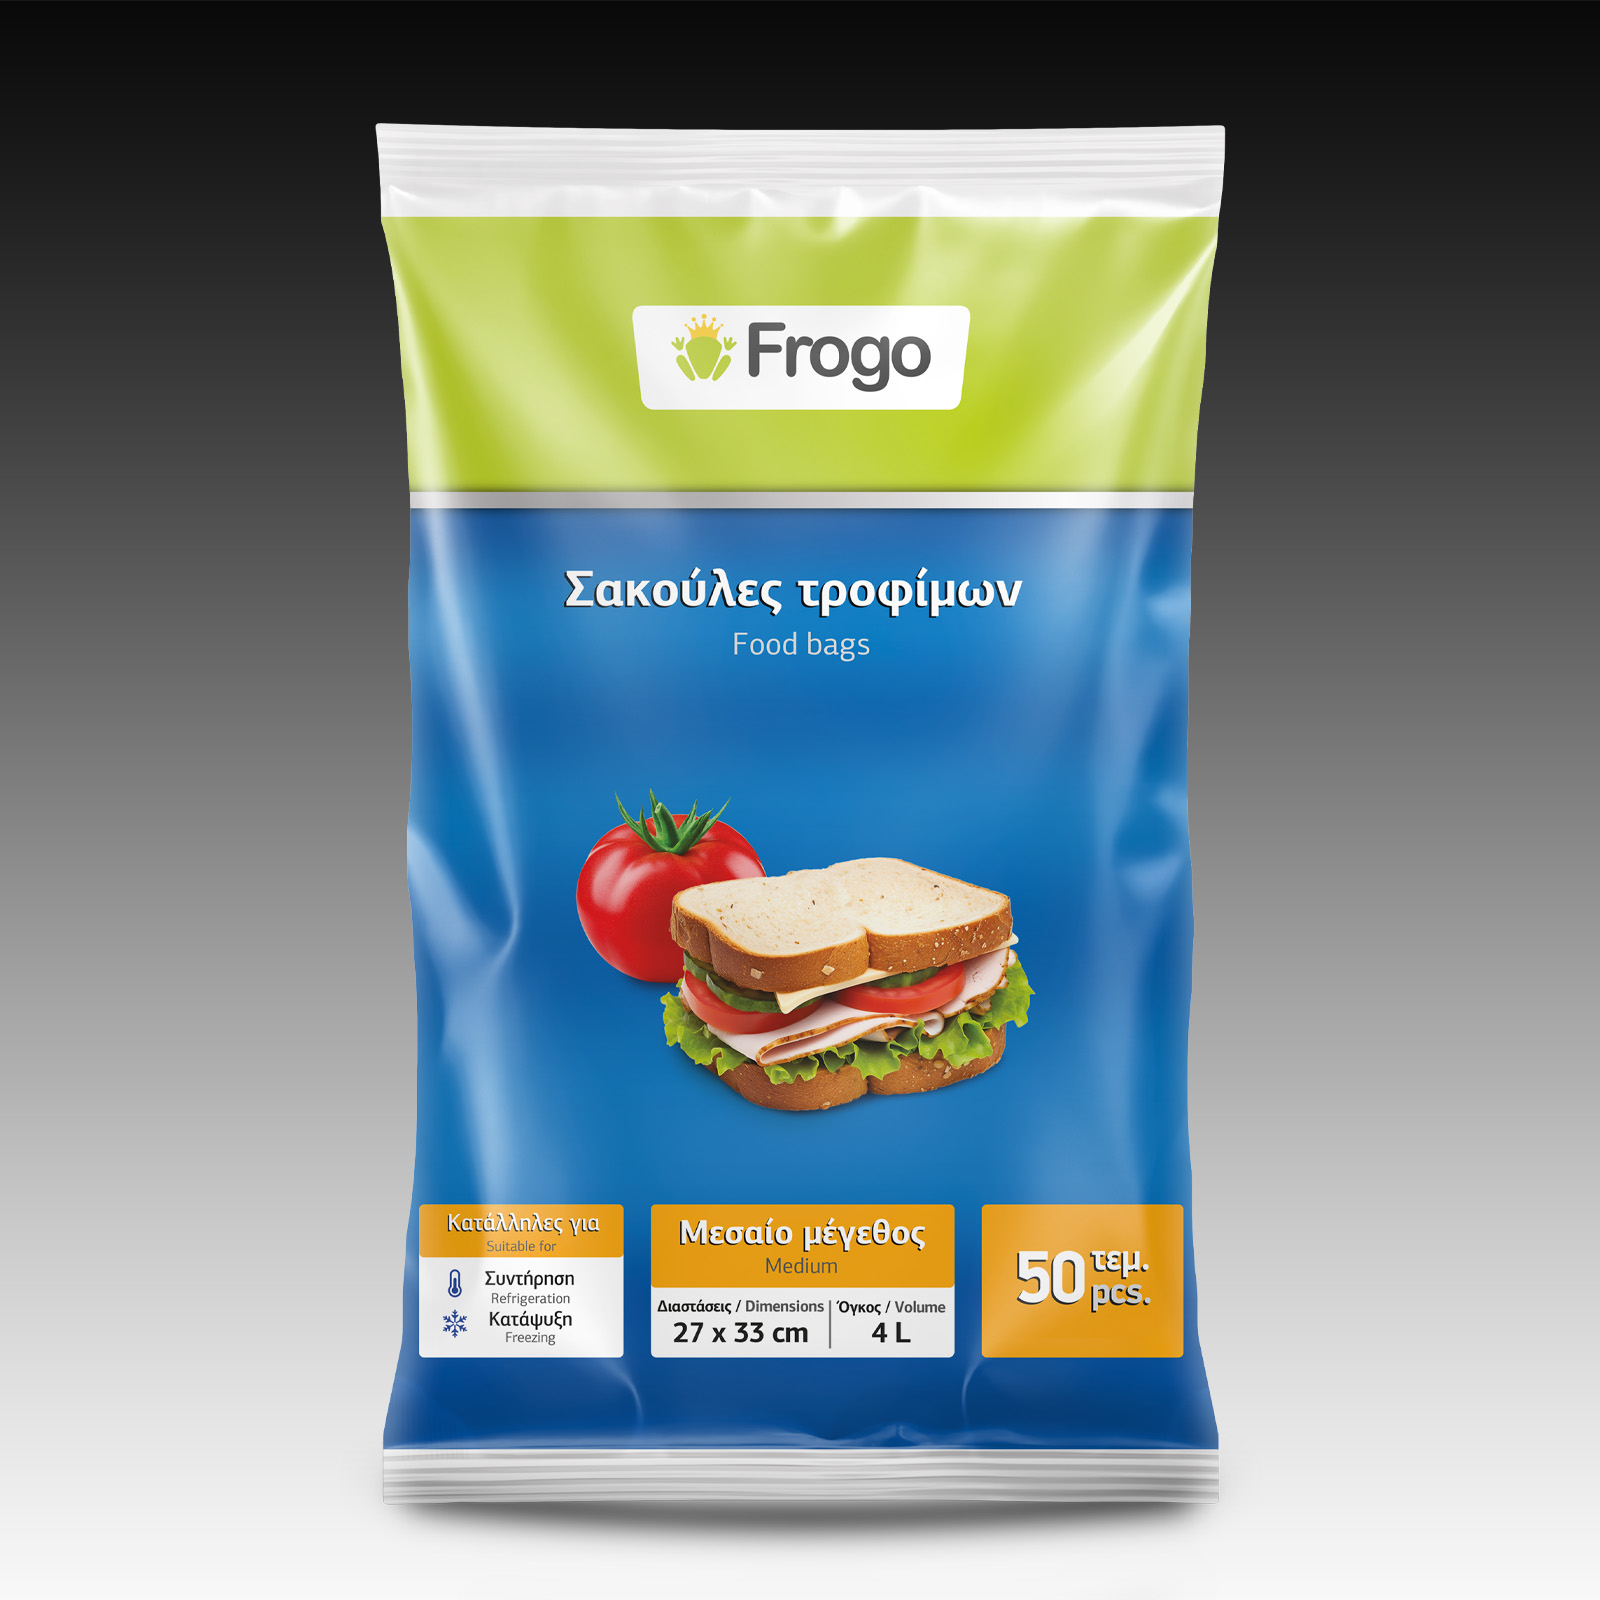 Frogo
Σακούλες τροφίμων
Food bags
Κατάλληλες για
Suitable for
Συντήρηση
Refrigeration
Κατάψυξη
Freezing
Μεσαίο μέγεθος
Medium
Διαστάσεις / Dimensions | Όγκος / Volume
27 x 33 cm | 4 L
50 τεμ.
pcs.